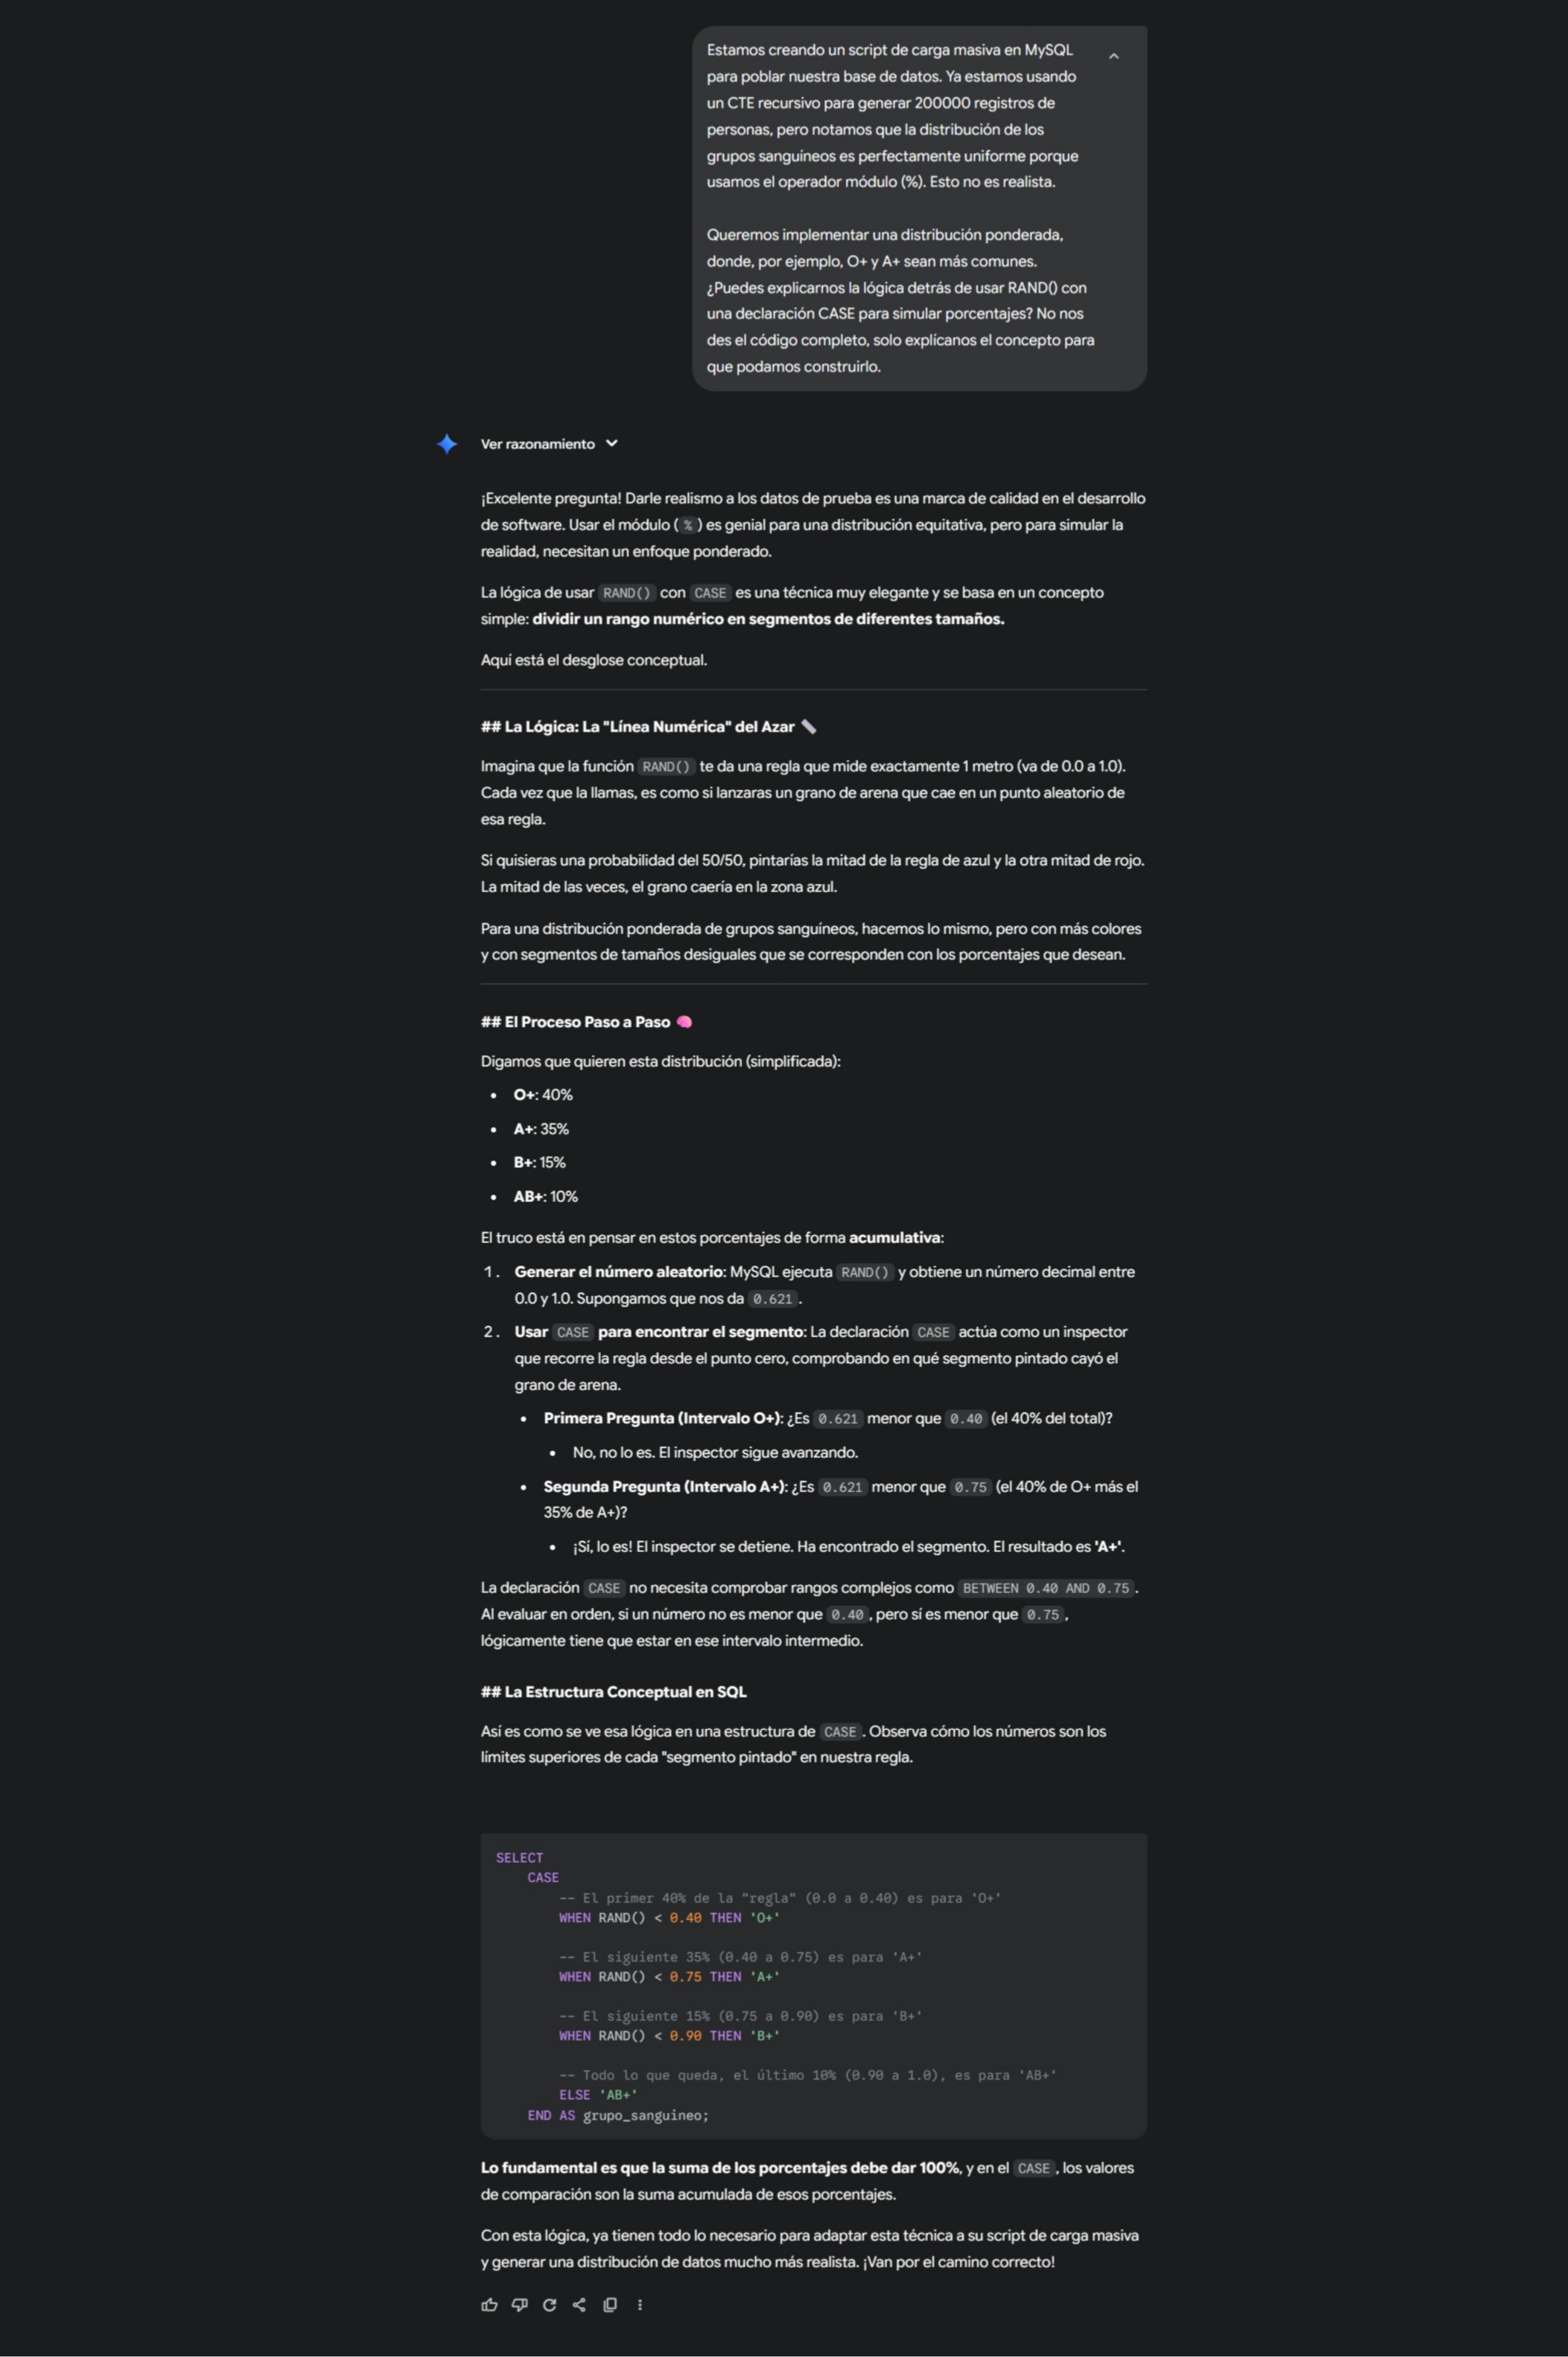 Estamos creando un script de carga masiva en MySQL
para poblar nuestra base de datos. Ya estamos usando
un CTE recursivo para generar 200000 registros de
personas, pero notamos que la distribución de los
grupos sanguíneos es perfectamente uniforme porque
usamos el operador módulo (%). Esto no es realista.
Queremos implementar una distribución ponderada,
donde, por ejemplo, O+ y A+ sean más comunes.
¿Puedes explicarnos la lógica detrás de usar RAND() con
una declaración CASE para simular porcentajes? No nos
des el código completo, solo explícanos el concepto para
que podamos construirlo.
Ver razonamiento
¡Excelente pregunta! Darle realismo a los datos de prueba es una marca de calidad en el desarrollo
de software. Usar el módulo ( % ) es genial para una distribución equitativa, pero para simular la
realidad, necesitan un enfoque ponderado.
La lógica de usar RAND() con CASE es una técnica muy elegante y se basa en un concepto
simple: dividir un rango numérico en segmentos de diferentes tamaños.
Aquí está el desglose conceptual.
## La Lógica: La "Línea Numérica" del Azar 📏
Imagina que la función RAND() te da una regla que mide exactamente 1 metro (va de 0.0 a 1.0).
Cada vez que la llamas, es como si lanzaras un grano de arena que cae en un punto aleatorio de
esa regla.
Si quisieras una probabilidad del 50/50, pintarías la mitad de la regla de azul y la otra mitad de rojo.
La mitad de las veces, el grano caería en la zona azul.
Para una distribución ponderada de grupos sanguíneos, hacemos lo mismo, pero con más colores
y con segmentos de tamaños desiguales que se corresponden con los porcentajes que desean.
## El Proceso Paso a Paso 🧠
Digamos que quieren esta distribución (simplificada):
• O+: 40%
• A+: 35%
• B+: 15%
• AB+: 10%
El truco está en pensar en estos porcentajes de forma acumulativa:
1. Generar el número aleatorio: MySQL ejecuta RAND() y obtiene un número decimal entre
0.0 y 1.0. Supongamos que nos da 0.621 .
2. Usar CASE para encontrar el segmento: La declaración CASE actúa como un inspector
que recorre la regla desde el punto cero, comprobando en qué segmento pintado cayó el
grano de arena.
• Primera Pregunta (Intervalo O+): ¿Es 0.621 menor que 0.40 (el 40% del total)?
• No, no lo es. El inspector sigue avanzando.
• Segunda Pregunta (Intervalo A+): ¿Es 0.621 menor que 0.75 (el 40% de O+ más el
35% de A+)?
• ¡Sí, lo es! El inspector se detiene. Ha encontrado el segmento. El resultado es 'A+'.
La declaración CASE no necesita comprobar rangos complejos como BETWEEN 0.40 AND 0.75 .
Al evaluar en orden, si un número no es menor que 0.40 , pero sí es menor que 0.75 ,
lógicamente tiene que estar en ese intervalo intermedio.
## La Estructura Conceptual en SQL
Así es como se ve esa lógica en una estructura de CASE . Observa cómo los números son los
límites superiores de cada "segmento pintado" en nuestra regla.
SELECT
CASE
-- El primer 40% de la "regla" (0.0 a 0.40) es para 'O+'
WHEN RAND() < 0.40 THEN 'O+'
-- El siguiente 35% (0.40 a 0.75) es para 'A+'
WHEN RAND() < 0.75 THEN 'A+'
-- El siguiente 15% (0.75 a 0.90) es para 'B+'
WHEN RAND() < 0.90 THEN 'B+'
-- Todo lo que queda, el último 10% (0.90 a 1.0), es para 'AB+'
ELSE 'AB+'
END AS grupo_sanguineo;
Lo fundamental es que la suma de los porcentajes debe dar 100%, y en el CASE , los valores
de comparación son la suma acumulada de esos porcentajes.
Con esta lógica, ya tienen todo lo necesario para adaptar esta técnica a su script de carga masiva
y generar una distribución de datos mucho más realista. ¡Van por el camino correcto!